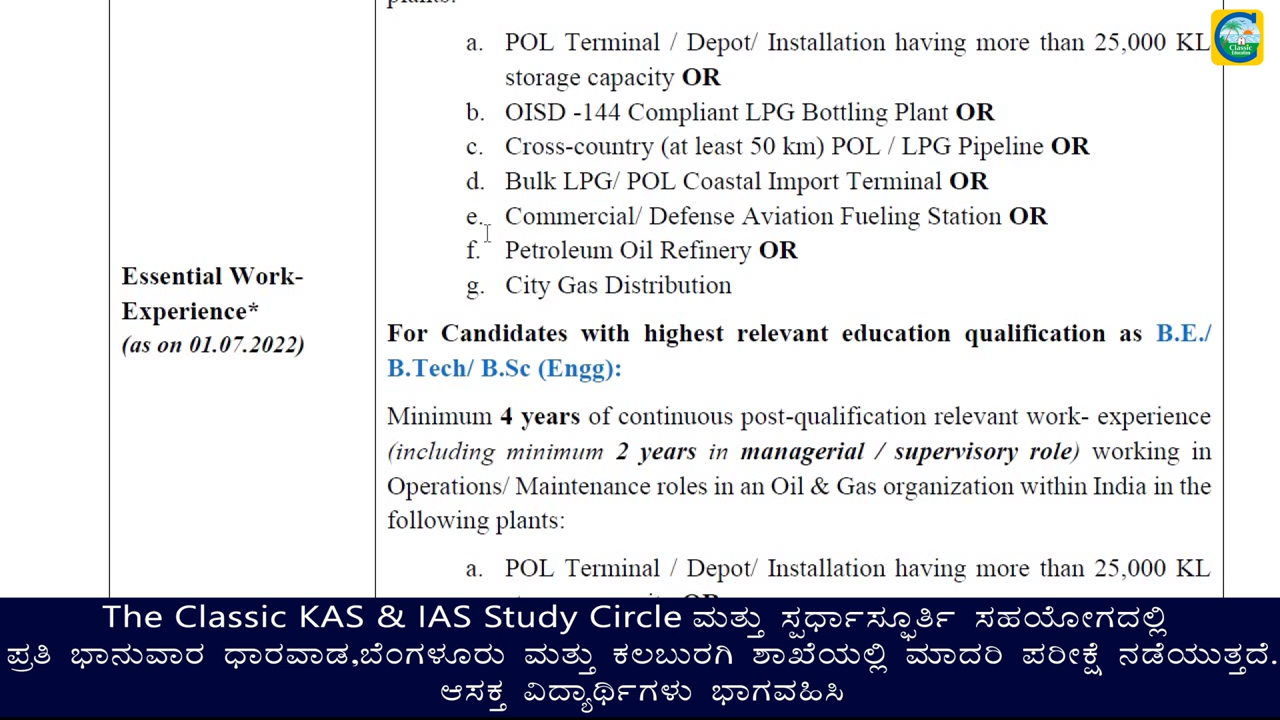 plants:
a. POL Terminal / Depot/ Installation having more than 25,000 KL
storage capacity OR
b. OISD -144 Compliant LPG Bottling Plant OR
c. Cross-country (at least 50 km) POL / LPG Pipeline OR
d. Bulk LPG/ POL Coastal Import Terminal OR
e. Commercial/ Defense Aviation Fueling Station OR
f. Petroleum Oil Refinery OR
g. City Gas Distribution
Essential Work-
Experience*
(as on 01.07.2022)
For Candidates with highest relevant education qualification as B.E./
B.Tech/ B.Sc (Engg):
Minimum 4 years of continuous post-qualification relevant work- experience
(including minimum 2 years in managerial / supervisory role) working in
Operations/ Maintenance roles in an Oil & Gas organization within India in the
following plants:
a. POL Terminal / Depot/ Installation having more than 25,000 KL
Classic
Education
The Classic KAS & IAS Study Circle ಮತ್ತು ಸ್ಪರ್ಧಾಸ್ಫೂರ್ತಿ ಸಹಯೋಗದಲ್ಲಿ
ಪ್ರತಿ ಭಾನುವಾರ ಧಾರವಾಡ,ಬೆಂಗಳೂರು ಮತ್ತು ಕಲಬುರಗಿ ಶಾಖೆಯಲ್ಲಿ ಮಾದರಿ ಪರೀಕ್ಷೆ ನಡೆಯುತ್ತದೆ.
ಆಸಕ್ತ ವಿದ್ಯಾರ್ಥಿಗಳು ಭಾಗವಹಿಸಿ